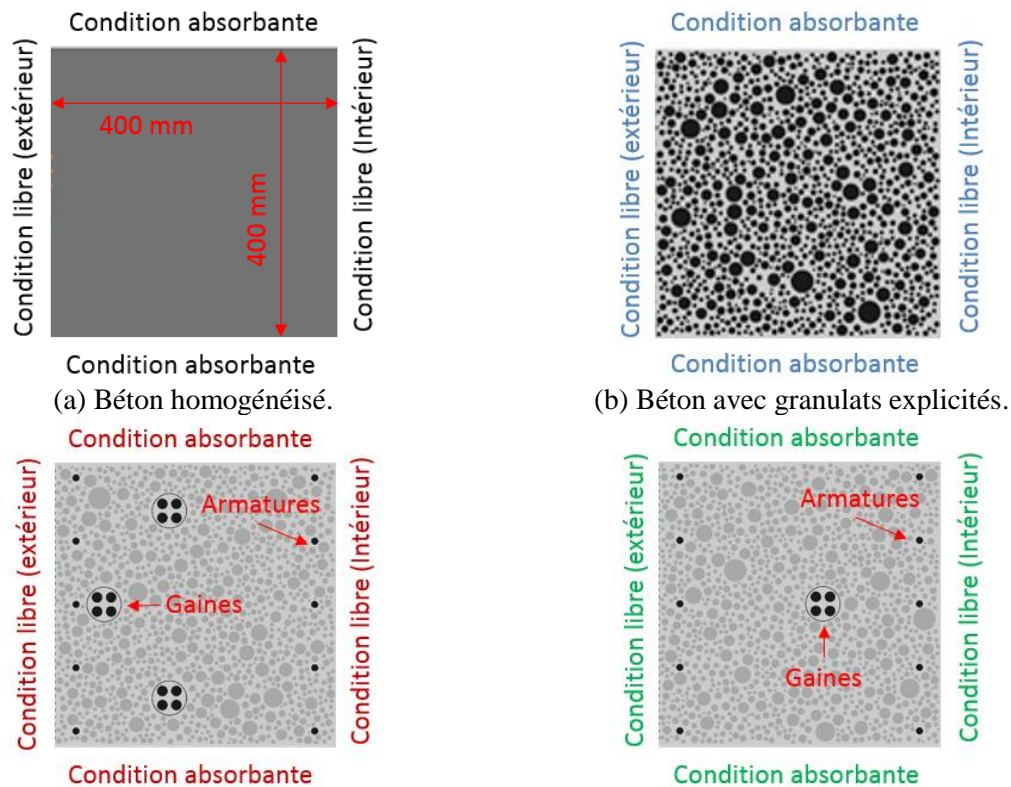 Condition absorbante
Condition libre (extérieur)
400 mm
400 mm
Condition libre (Intérieur)
Condition absorbante
(a) Béton homogénéisé.
Condition absorbante
Condition libre (extérieur)
Condition libre (Intérieur)
Condition absorbante
(b) Béton avec granulats explicités.
Condition absorbante
Condition libre (extérieur)
Armatures
Gaines
Condition libre (Intérieur)
Condition absorbante
Condition absorbante
Condition libre (extérieur)
Armatures
Gaines
Condition libre (Intérieur)
Condition absorbante